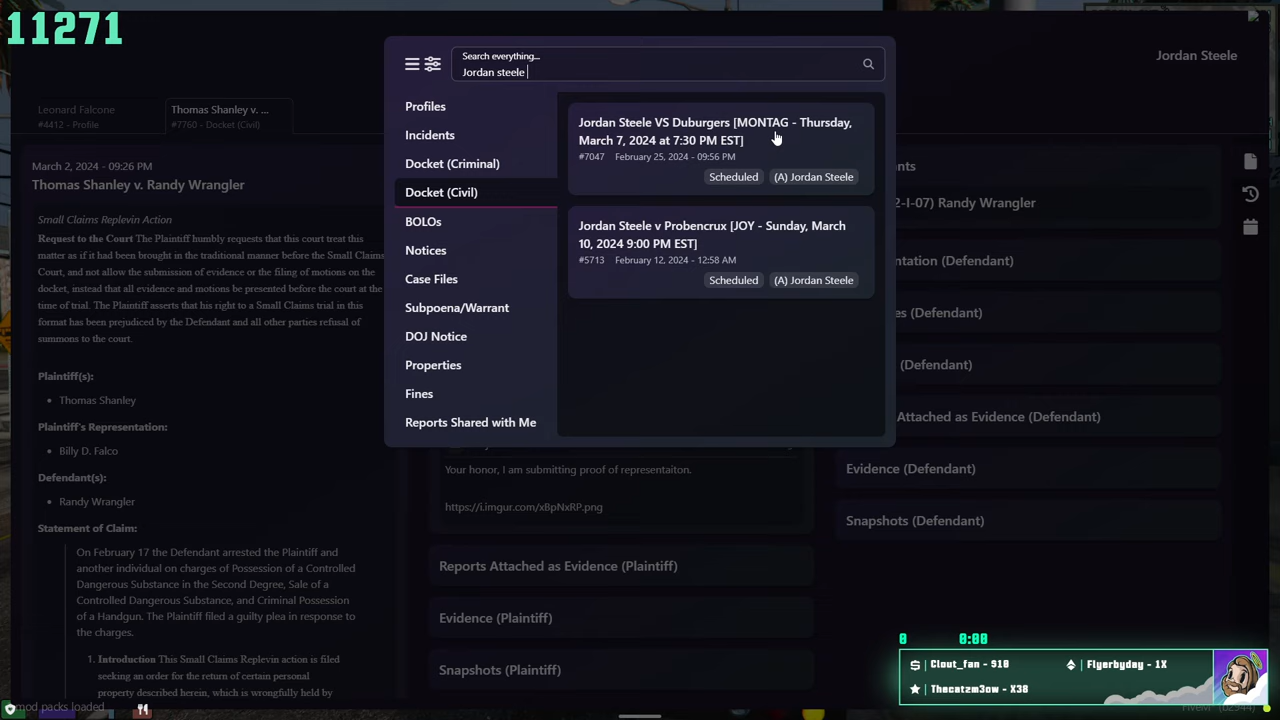 11271
Jordan Steele
Search everything...
Jordan steele
Leonard Falcone
#4412 - Profile
Thomas Shanley v. ...
#7760 - Docket (Civil)
March 2, 2024 - 09:26 PM
Thomas Shanley v. Randy Wrangler
Small Claims Replevin Action
Request to the Court The Plaintiff humbly requests that this court treat this
matter as if it had been brought in the traditional manner before the Small Claims
Court, and not allow the submission of evidence or the filing of motions on the
docket, instead that all evidence and motions be presented before the court at the
time of trial. The Plaintiff asserts that his right to a Small Claims trial in this
format has been prejudiced by the Defendant and all other parties refusal of
summons to the court.
Plaintiff(s):
Thomas Shanley
Plaintiff's Representation:
Billy D. Falco
Defendant(s):
Randy Wrangler
Statement of Claim:
On February 17 the Defendant arrested the Plaintiff and
another individual on charges of Possession of a Controlled
Dangerous Substance in the Second Degree, Sale of a
Controlled Dangerous Substance, and Criminal Possession
of a Handgun. The Plaintiff filed a guilty plea in response to
the charges.
1. Introduction This Small Claims Replevin action is filed
seeking an order for the return of certain personal
property described herein, which is wrongfully held by
Profiles
Incidents
Docket (Criminal)
Docket (Civil)
BOLOs
Notices
Case Files
Subpoena/Warrant
DOJ Notice
Properties
Fines
Reports Shared with Me
Jordan Steele VS Duburgers [MONTAG - Thursday,
March 7, 2024 at 7:30 PM EST]
#7047 February 25, 2024 - 09:56 PM
Scheduled (A) Jordan Steele
Jordan Steele v Probencrux [JOY - Sunday, March
10, 2024 9:00 PM EST]
#5713 February 12, 2024 - 12:58 AM
Scheduled (A) Jordan Steele
Your honor, I am submitting proof of representaiton.
https://i.imgur.com/xBpNxRP.png
Reports Attached as Evidence (Plaintiff)
Evidence (Plaintiff)
Snapshots (Plaintiff)
ants
2-I-07) Randy Wrangler
ntation (Defendant)
es (Defendant)
(Defendant)
Attached as Evidence (Defendant)
Evidence (Defendant)
Snapshots (Defendant)
0 0:00
Clout_fan - 910
Flyerbyday - 1X
Thecatzm3ow - X38
mod packs loaded